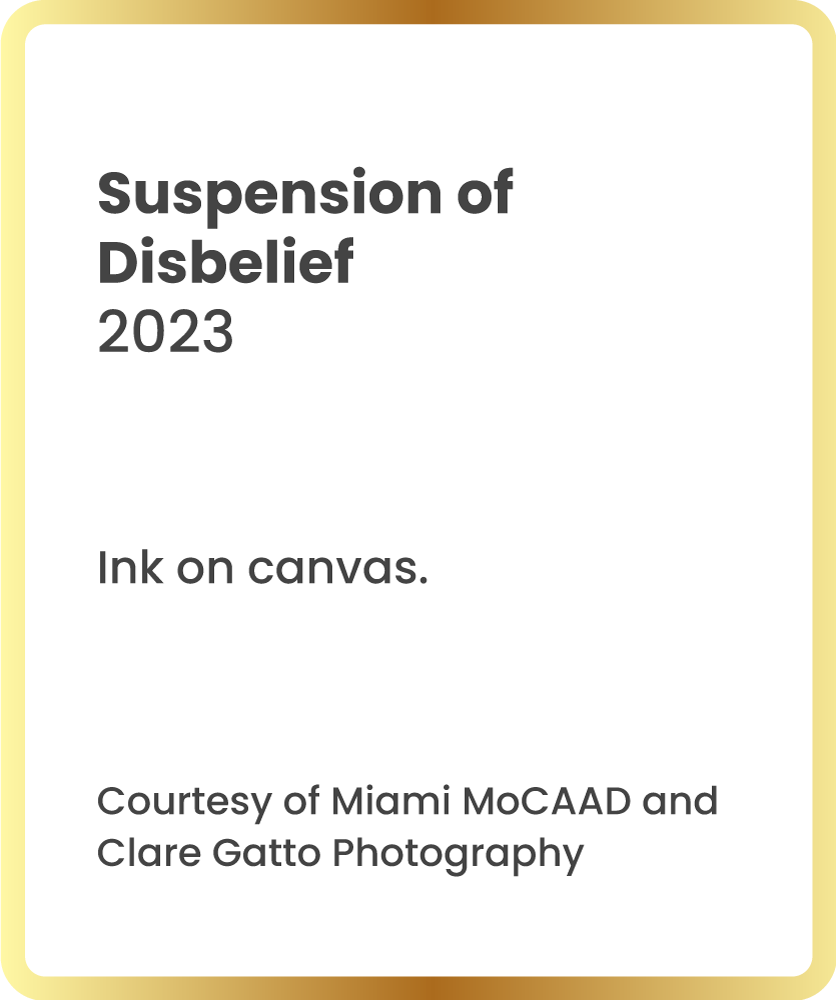 Suspension of
Disbelief
2023
Ink on canvas.
Courtesy of Miami MoCAAD and
Clare Gatto Photography